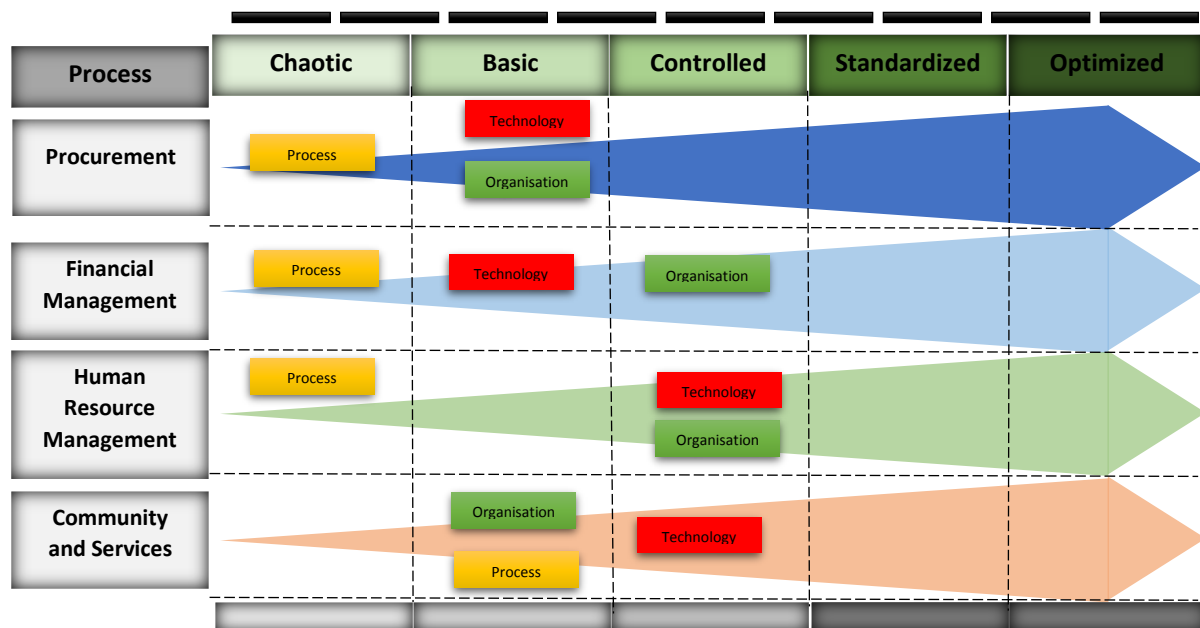 Process
Chaotic
Basic
Controlled
Standardized
Optimized
Procurement
Technology
Process
Organisation
Financial
Management
Process
Technology
Organisation
Human
Resource
Management
Process
Technology
Organisation
Community
and Services
Organisation
Technology
Process